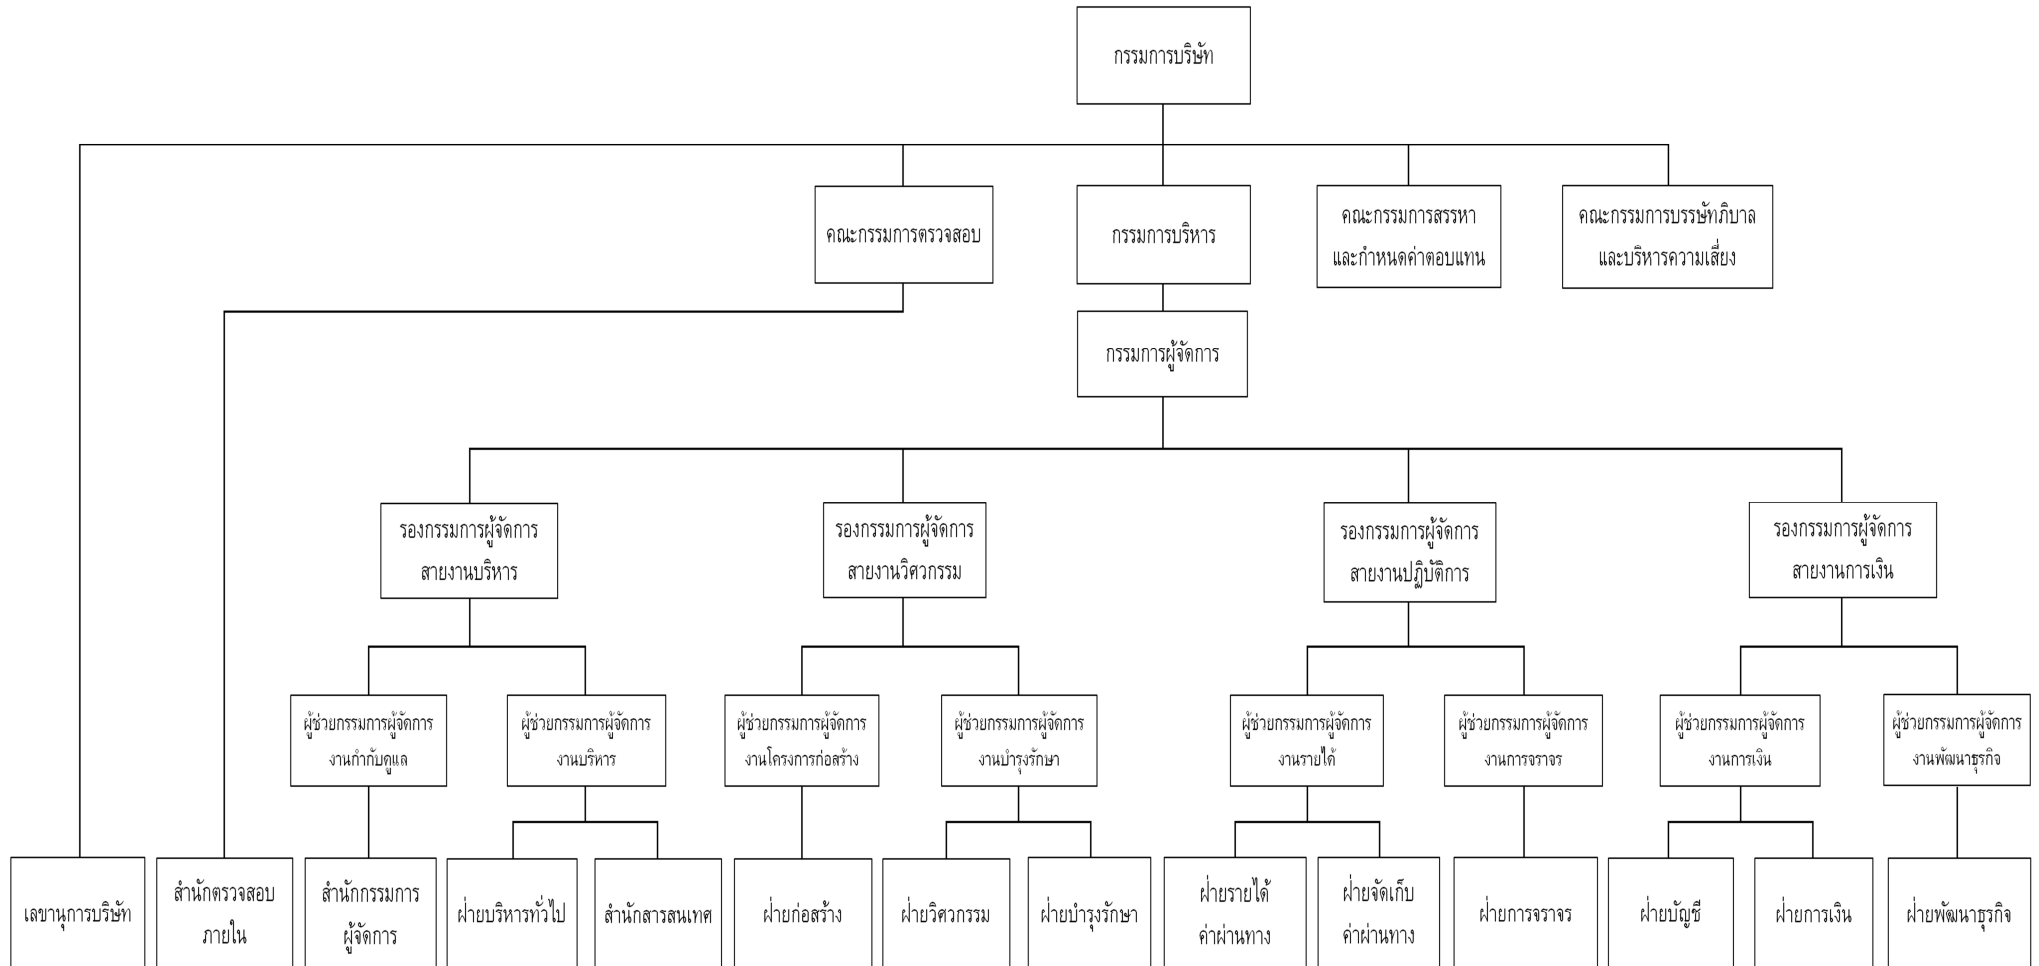 กรรมการบริษัท
คณะกรรมการตรวจสอบ
กรรมการบริหาร
คณะกรรมการสรรหา
และกำหนดค่าตอบแทน
คณะกรรมการบรรษัทภิบาล
และบริหารความเสี่ยง
กรรมการผู้จัดการ
รองกรรมการผู้จัดการ
สายงานบริหาร
รองกรรมการผู้จัดการ
สายงานวิศวกรรม
รองกรรมการผู้จัดการ
สายงานปฏิบัติการ
รองกรรมการผู้จัดการ
สายงานการเงิน
ผู้ช่วยกรรมการผู้จัดการ
งานกำกับดูแล
ผู้ช่วยกรรมการผู้จัดการ
งานบริหาร
ผู้ช่วยกรรมการผู้จัดการ
งานโครงการก่อสร้าง
ผู้ช่วยกรรมการผู้จัดการ
งานบำรุงรักษา
ผู้ช่วยกรรมการผู้จัดการ
งานรายได้
ผู้ช่วยกรรมการผู้จัดการ
งานการจราจร
ผู้ช่วยกรรมการผู้จัดการ
งานการเงิน
ผู้ช่วยกรรมการผู้จัดการ
งานพัฒนาธุรกิจ
เลขานุการบริษัท
สำนักตรวจสอบ
ภายใน
สำนักกรรมการ
ผู้จัดการ
ฝ่ายบริหารทั่วไป
สำนักสารสนเทศ
ฝ่ายก่อสร้าง
ฝ่ายวิศวกรรม
ฝ่ายบำรุงรักษา
ฝ่ายรายได้
ค่าผ่านทาง
ฝ่ายจัดเก็บ
ค่าผ่านทาง
ฝ่ายการจราจร
ฝ่ายบัญชี
ฝ่ายการเงิน
ฝ่ายพัฒนาธุรกิจ